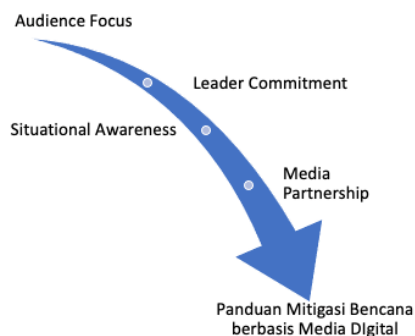 Audience Focus
Leader Commitment
Situational Awareness
Media
Partnership
Panduan Mitigasi Bencana
berbasis Media DIgital